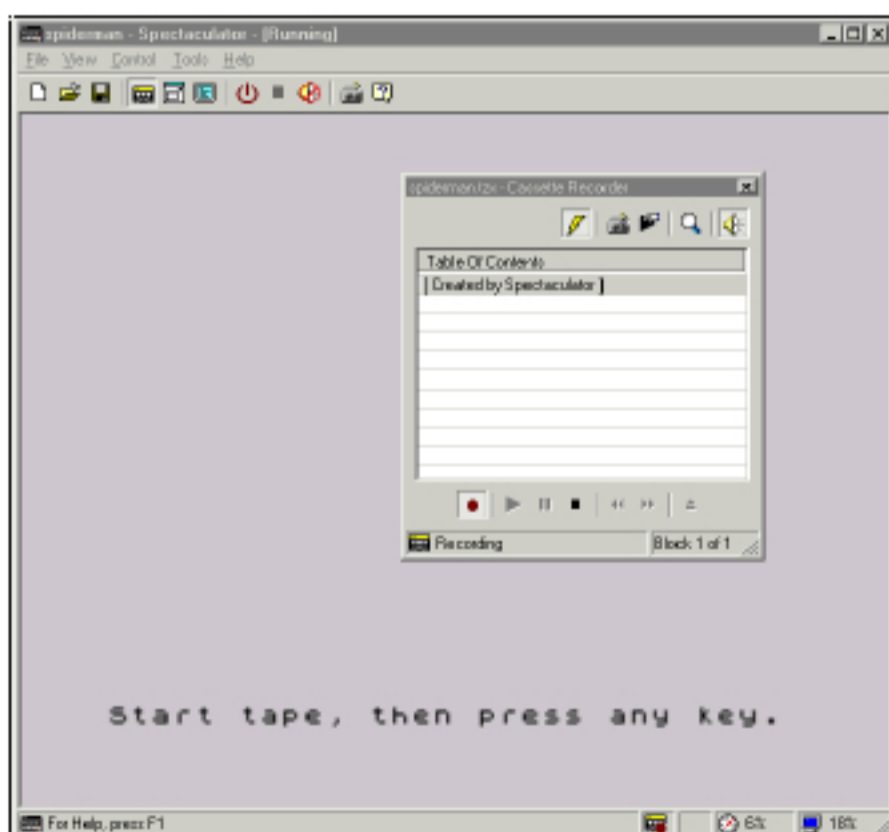 spiderman - Spectaculator - [Running]
File View Control Tools Help
spiderman.tzx - Cassette Recorder
Table Of Contents
[ Created by Spectaculator ]
Recording Block 1 of 1
Start tape, then press any key.
For Help, press F1 6% 18%